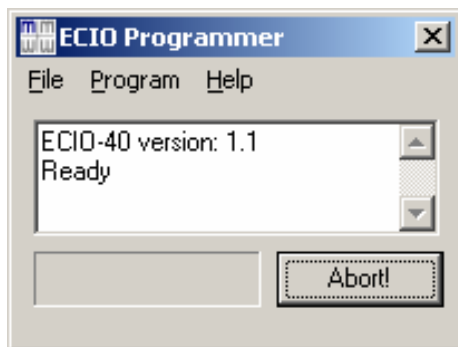 ECIO Programmer
File Program Help
ECIO-40 version: 1.1
Ready
Abort!